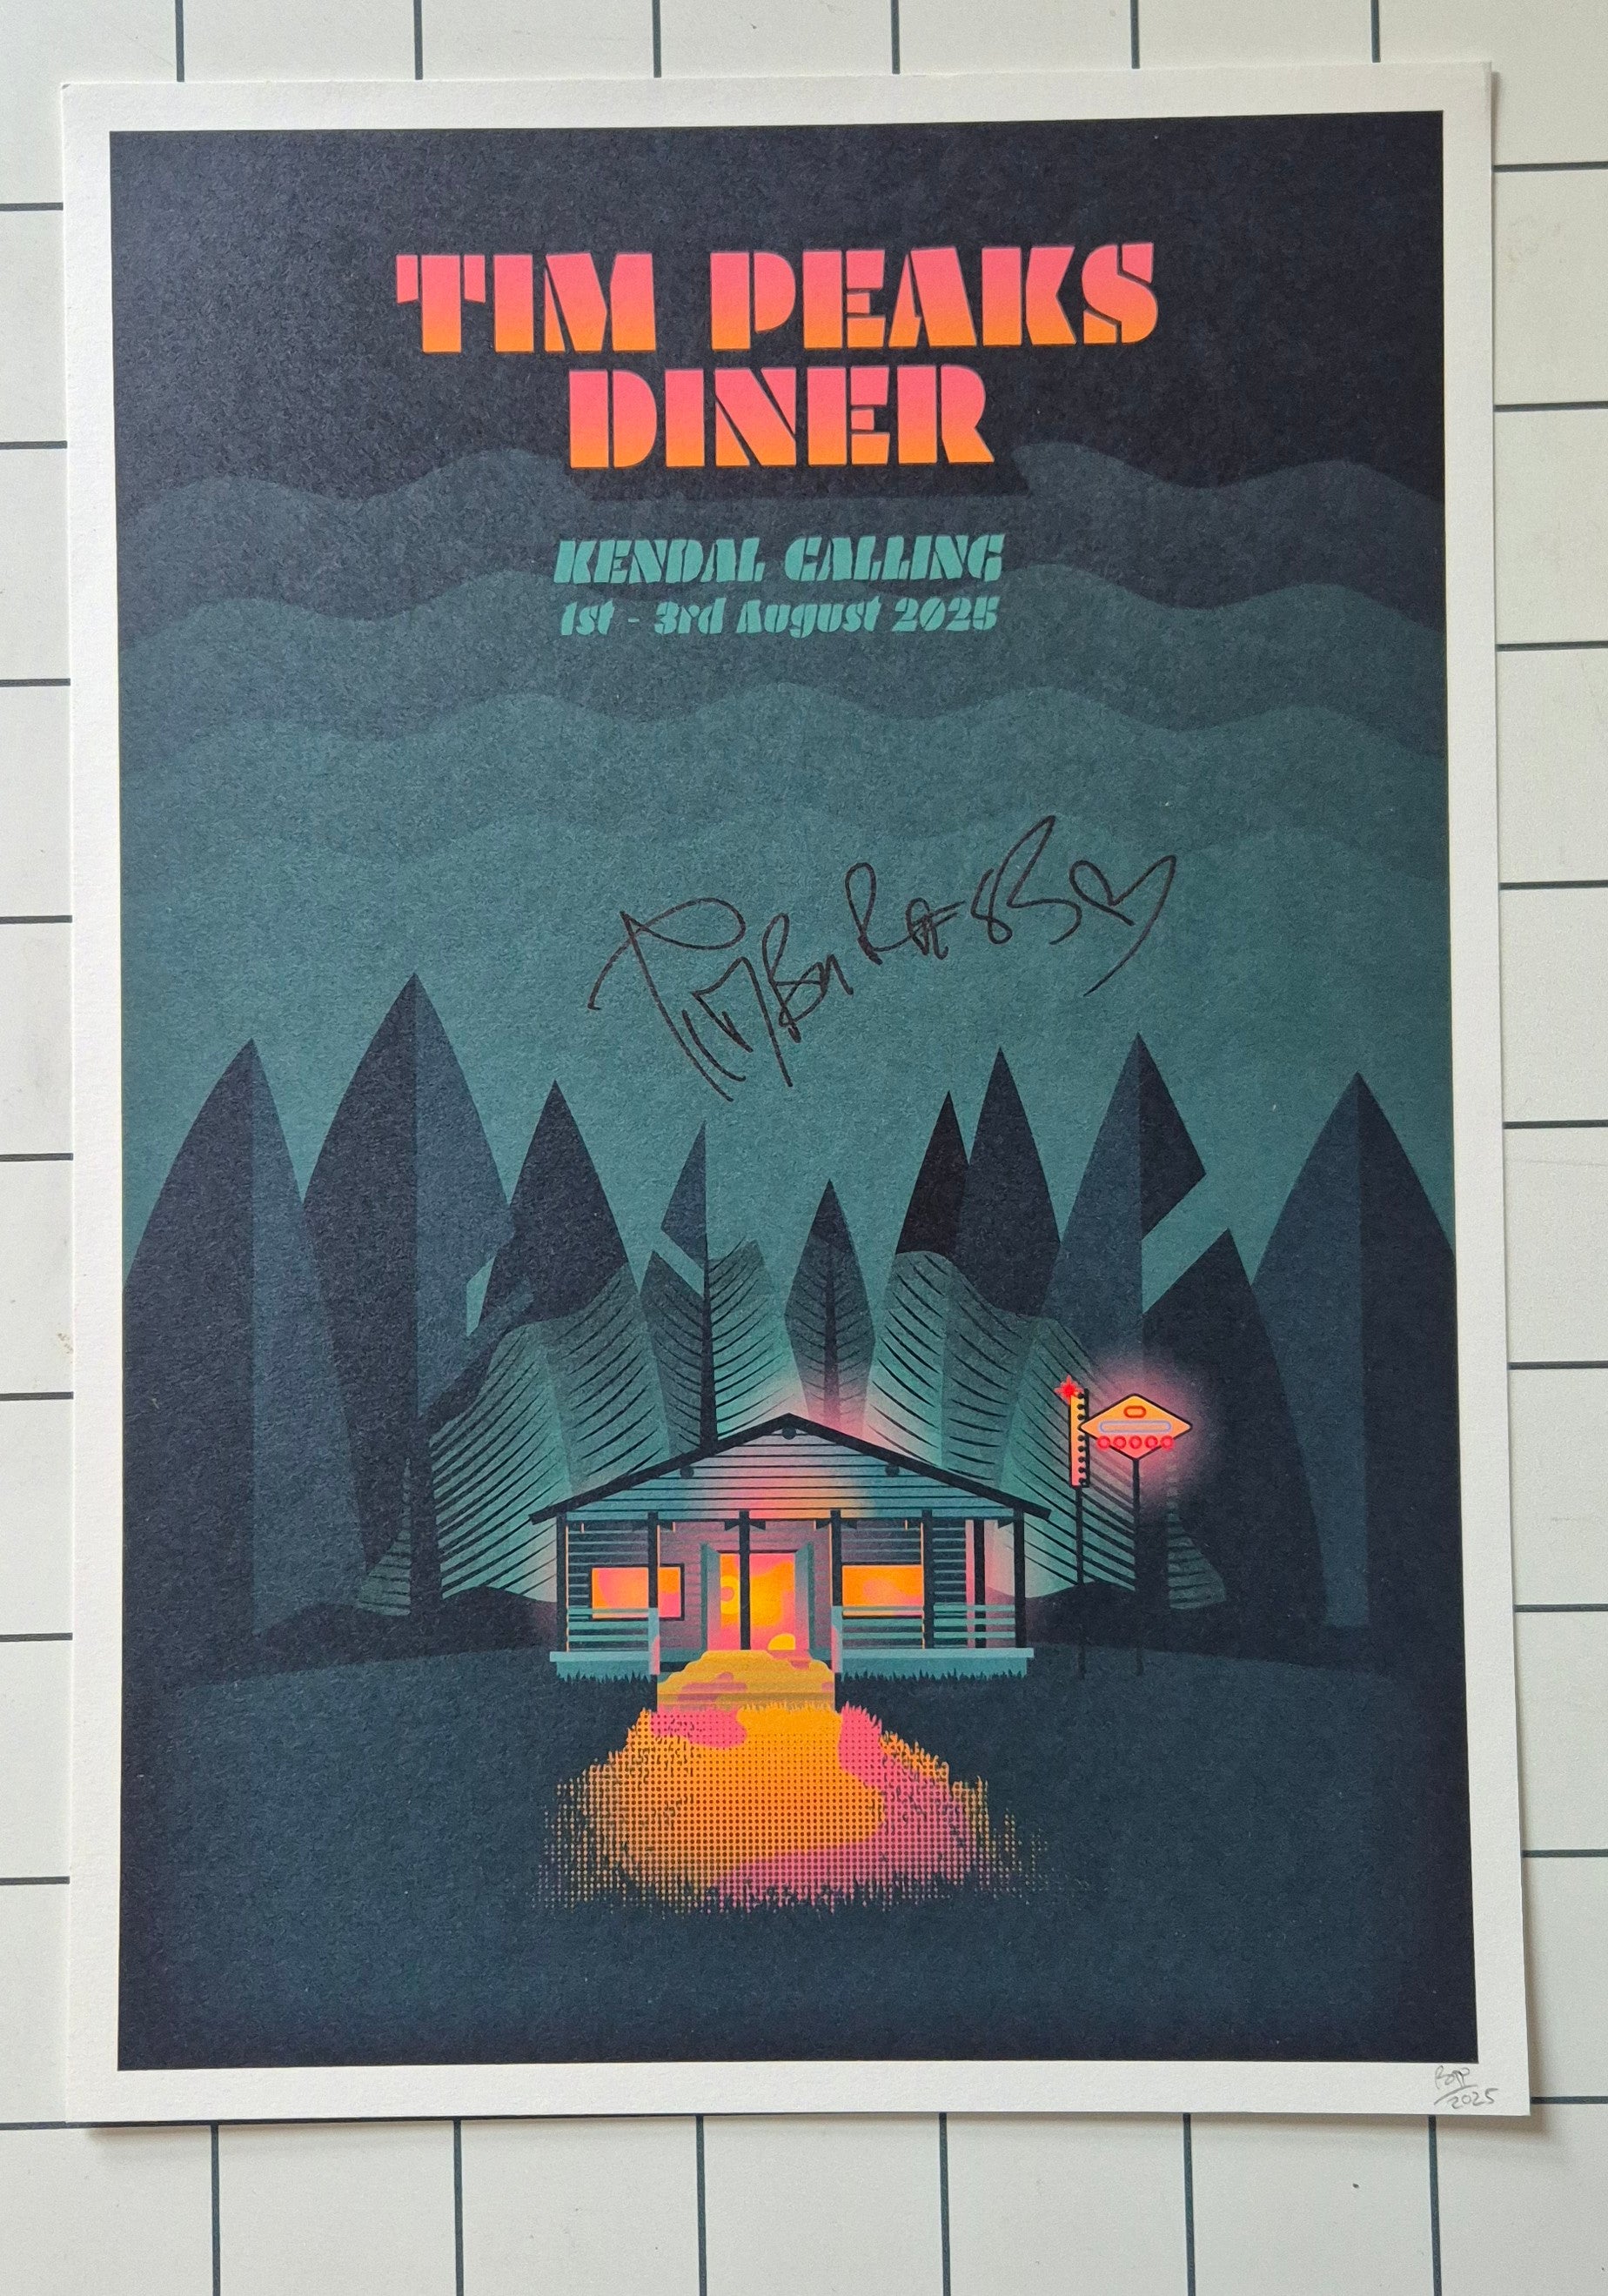 TIM PEAKS
DINER
KENDAL CALLING
1st - 3rd August 2025
2025